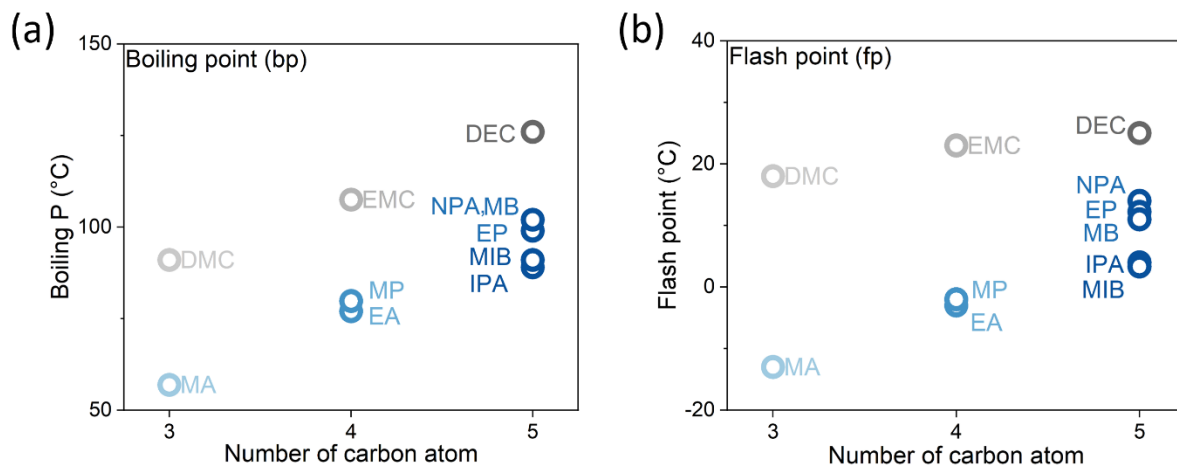 (a)
Boiling point (bp)
150
100
50
Boiling P (°C)
DEC
EMC
NPA,MB
EP
DMC
MIB
IPA
MP
EA
MA
3
4
5
Number of carbon atom
(b)
Flash point (fp)
40
20
0
-20
Flash point (°C)
DEC
EMC
DMC
NPA
EP
MB
IPA
MIB
MP
EA
MA
3
4
5
Number of carbon atom